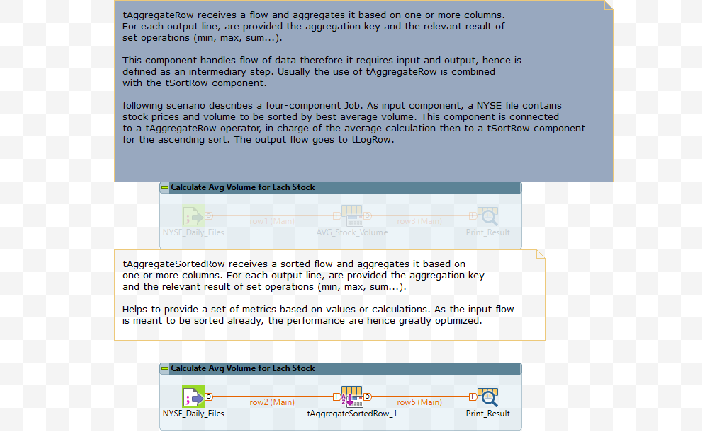 tAggregateRow receives a flow and aggregates it based on one or more columns.
For each output line, are provided the aggregation key and the relevant result of
set operations (min, max, sum...).
This component handles flow of data therefore it requires input and output, hence is
defined as an intermediary step. Usually the use of tAggregateRow is combined
with the tSortRow component.
following scenario describes a four-component Job. As input component, a NYSE file contains
stock prices and volume to be sorted by best average volume. This component is connected
to a tAggregateRow operator, in charge of the average calculation then to a tSortRow component
for the ascending sort. The output flow goes to tLogRow.
Calculate Avg Volume for Each Stock
row1 (Main) row3 (Main)
NYSE_Daily_Files AVG_Stock_Volume Print_Result
tAggregateSortedRow receives a sorted flow and aggregates it based on
one or more columns. For each output line, are provided the aggregation key
and the relevant result of set operations (min, max, sum...).
Helps to provide a set of metrics based on values or calculations. As the input flow
is meant to be sorted already, the performance are hence greatly optimized.
Calculate Avg Volume for Each Stock
row2 (Main) row5 (Main)
NYSE_Daily_Files tAggregateSortedRow_1 Print_Result